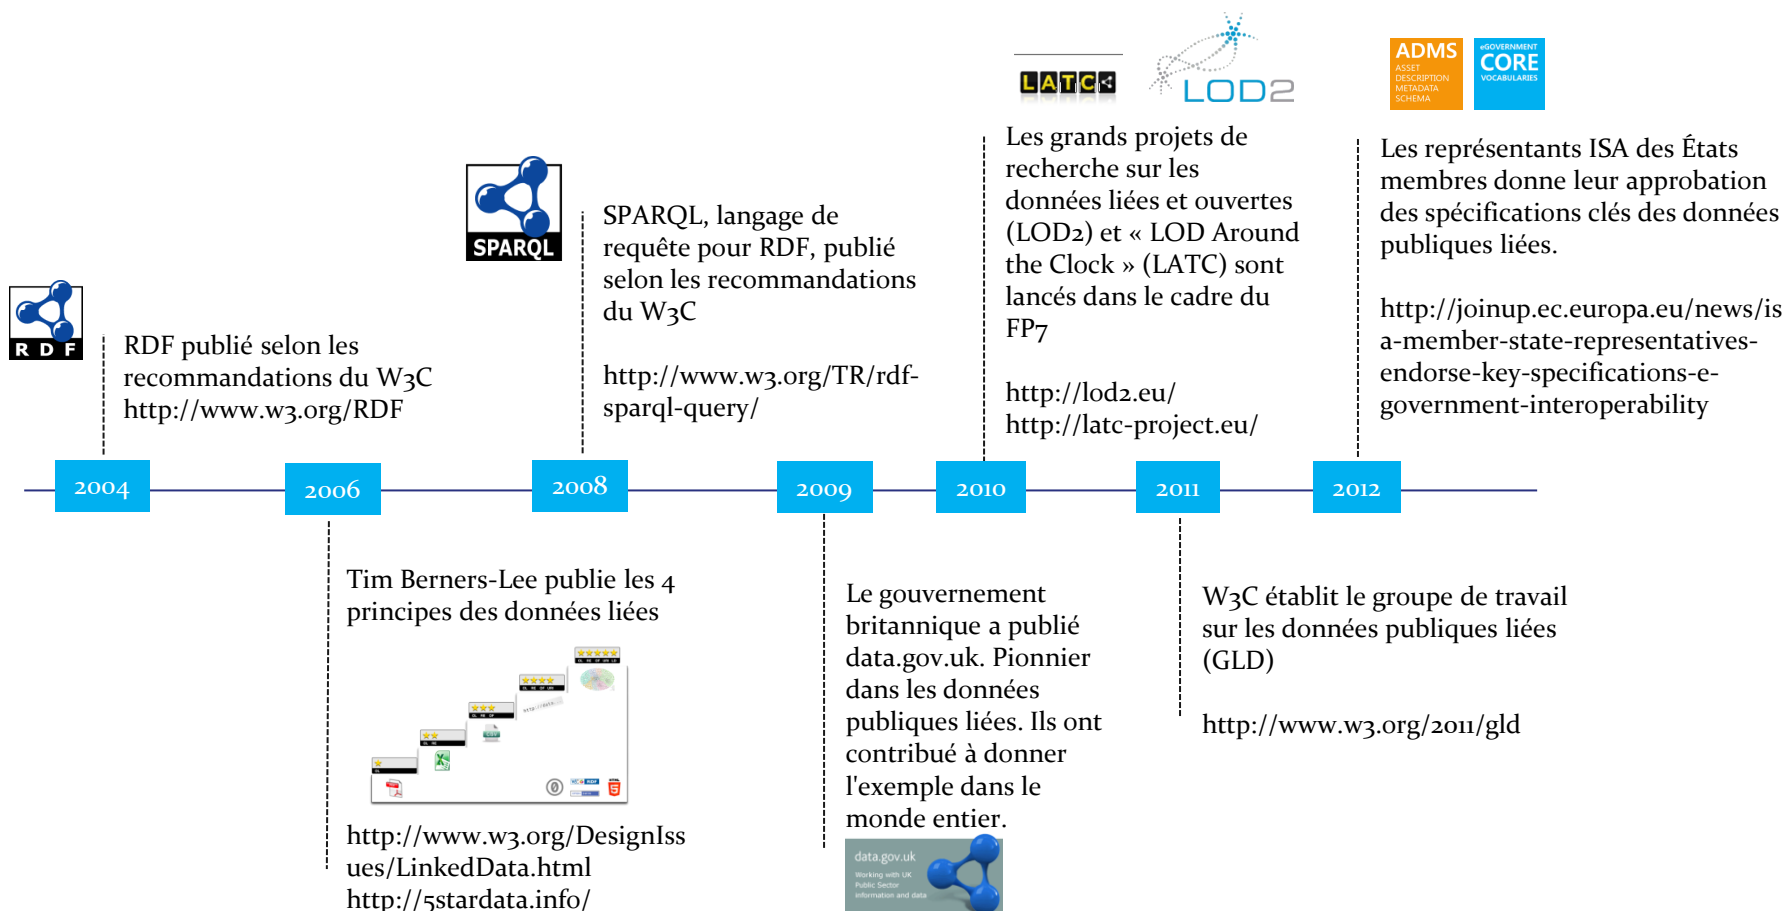 LATC
LOD2
ADMS
ASSET
DESCRIPTION
METADATA
SCHEMA
eGOVERNMENT
CORE
VOCABULARIES
RDF
RDF publié selon les
recommandations du W3C
http://www.w3.org/RDF
SPARQL
SPARQL, langage de
requête pour RDF, publié
selon les recommandations
du W3C
http://www.w3.org/TR/rdf-
sparql-query/
Les grands projets de
recherche sur les
données liées et ouvertes
(LOD2) et « LOD Around
the Clock » (LATC) sont
lancés dans le cadre du
FP7
http://lod2.eu/
http://latc-project.eu/
Les représentants ISA des États
membres donne leur approbation
des spécifications clés des données
publiques liées.
http://joinup.ec.europa.eu/news/is
a-member-state-representatives-
endorse-key-specifications-e-
government-interoperability
2004
2006
2008
2009
2010
2011
2012
Tim Berners-Lee publie les 4
principes des données liées
http://www.w3.org/DesignIss
ues/LinkedData.html
http://5stardata.info/
Le gouvernement
britannique a publié
data.gov.uk. Pionnier
dans les données
publiques liées. Ils ont
contribué à donner
l'exemple dans le
monde entier.
data.gov.uk
Working with UK
Public Sector
information and data
W3C établit le groupe de travail
sur les données publiques liées
(GLD)
http://www.w3.org/2011/gld